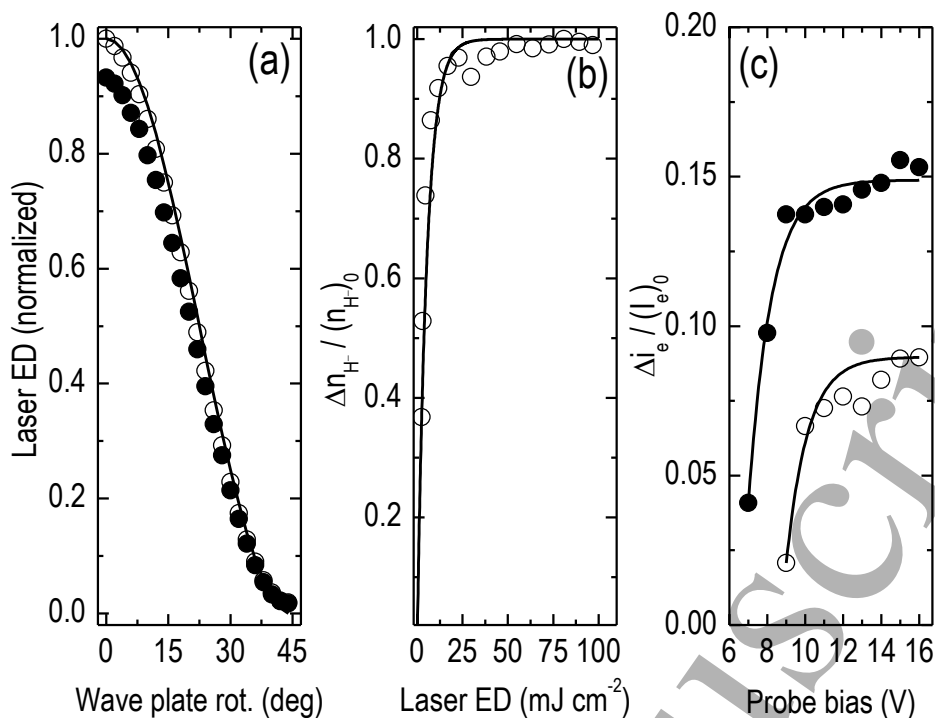 (a)
Laser ED (normalized)
1.0
0.8
0.6
0.4
0.2
0.0
0 15 30 45
Wave plate rot. (deg)
(b)
Δn_H⁻ / (n_H⁻)_0
1.0
0.8
0.6
0.4
0.2
0 25 50 75 100
Laser ED (mJ cm⁻²)
(c)
Δi_e / (I_e)_0
0.20
0.15
0.10
0.05
0.00
6 8 10 12 14 16
Probe bias (V)
uscri